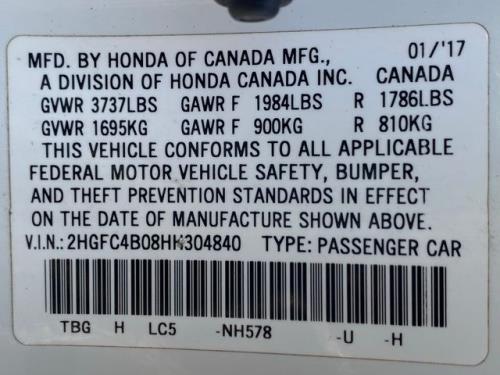 MFD. BY HONDA OF CANADA MFG., 01/'17
A DIVISION OF HONDA CANADA INC. CANADA
GVWR 3737LBS GAWR F 1984LBS R 1786LBS
GVWR 1695KG GAWR F 900KG R 810KG
THIS VEHICLE CONFORMS TO ALL APPLICABLE
FEDERAL MOTOR VEHICLE SAFETY, BUMPER,
AND THEFT PREVENTION STANDARDS IN EFFECT
ON THE DATE OF MANUFACTURE SHOWN ABOVE.
V.I.N.: 2HGFC4B08HH304840 TYPE: PASSENGER CAR
TBG H LC5 -NH578 -U -H